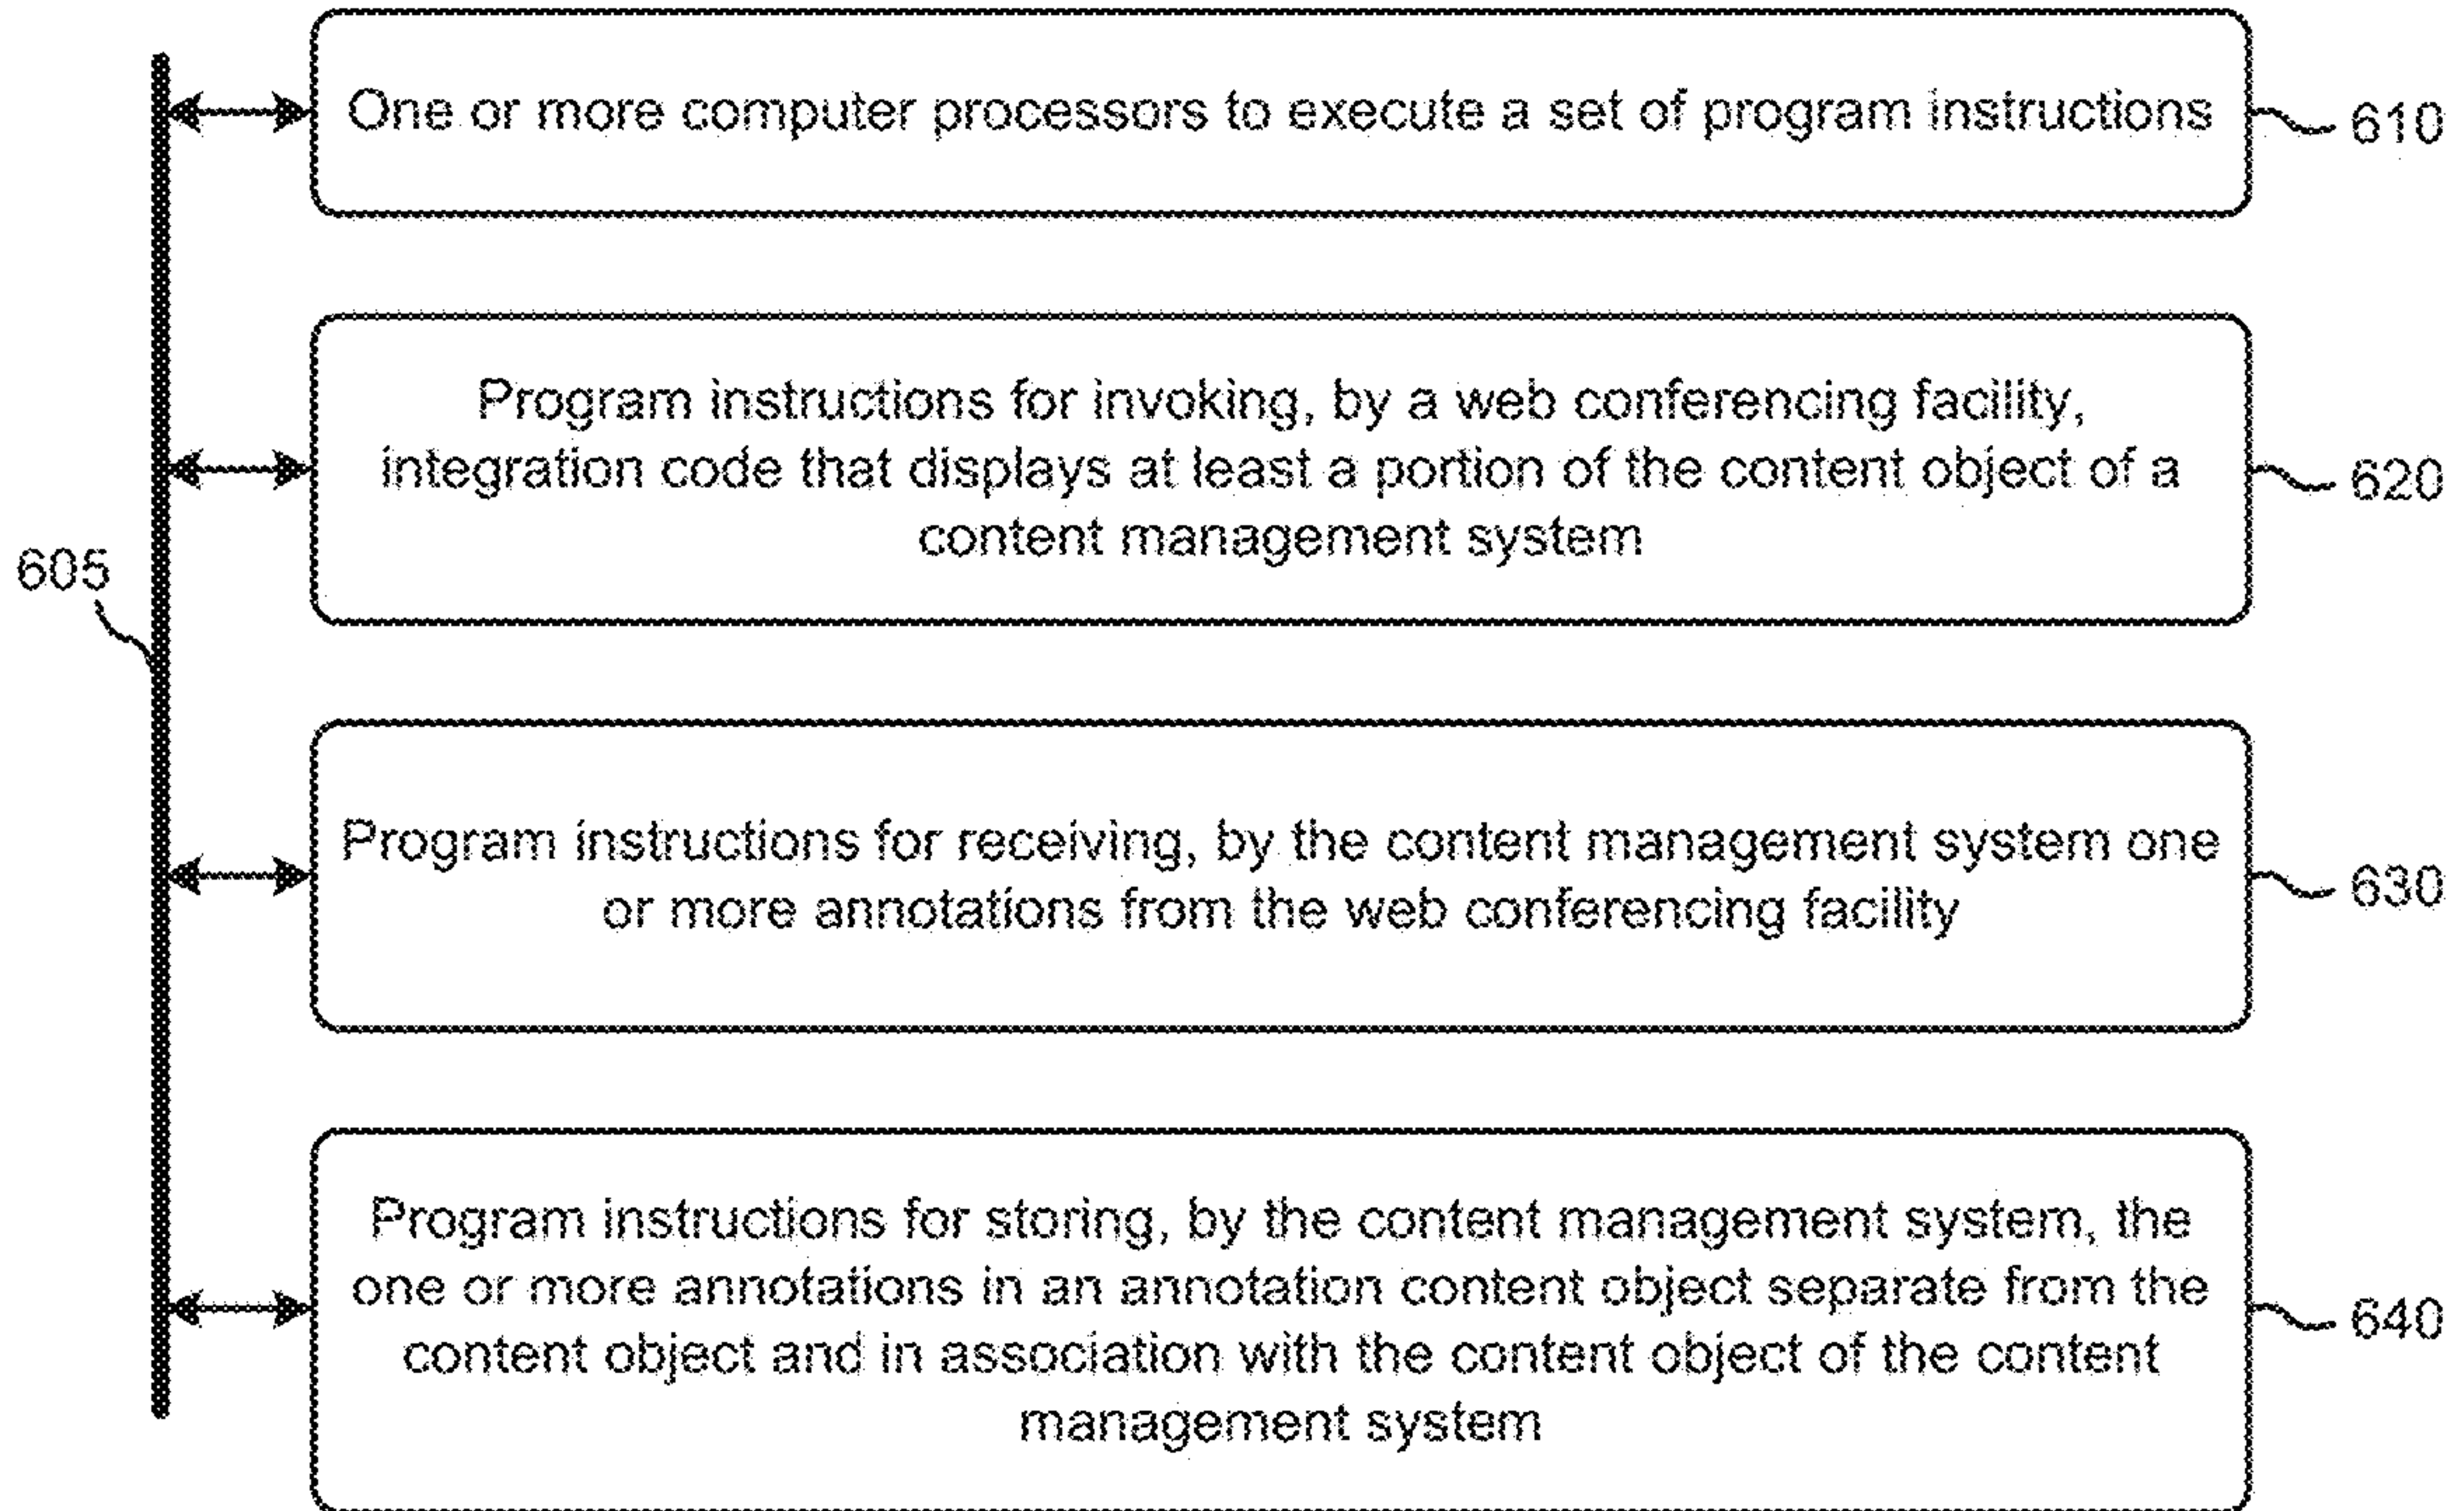 One or more computer processors to execute a set of program instructions
610
Program instructions for invoking, by a web conferencing facility,
integration code that displays at least a portion of the content object of a
content management system
620
605
Program instructions for receiving, by the content management system one
or more annotations from the web conferencing facility
630
Program instructions for storing, by the content management system, the
one or more annotations in an annotation content object separate from the
content object and in association with the content object of the content
management system
640